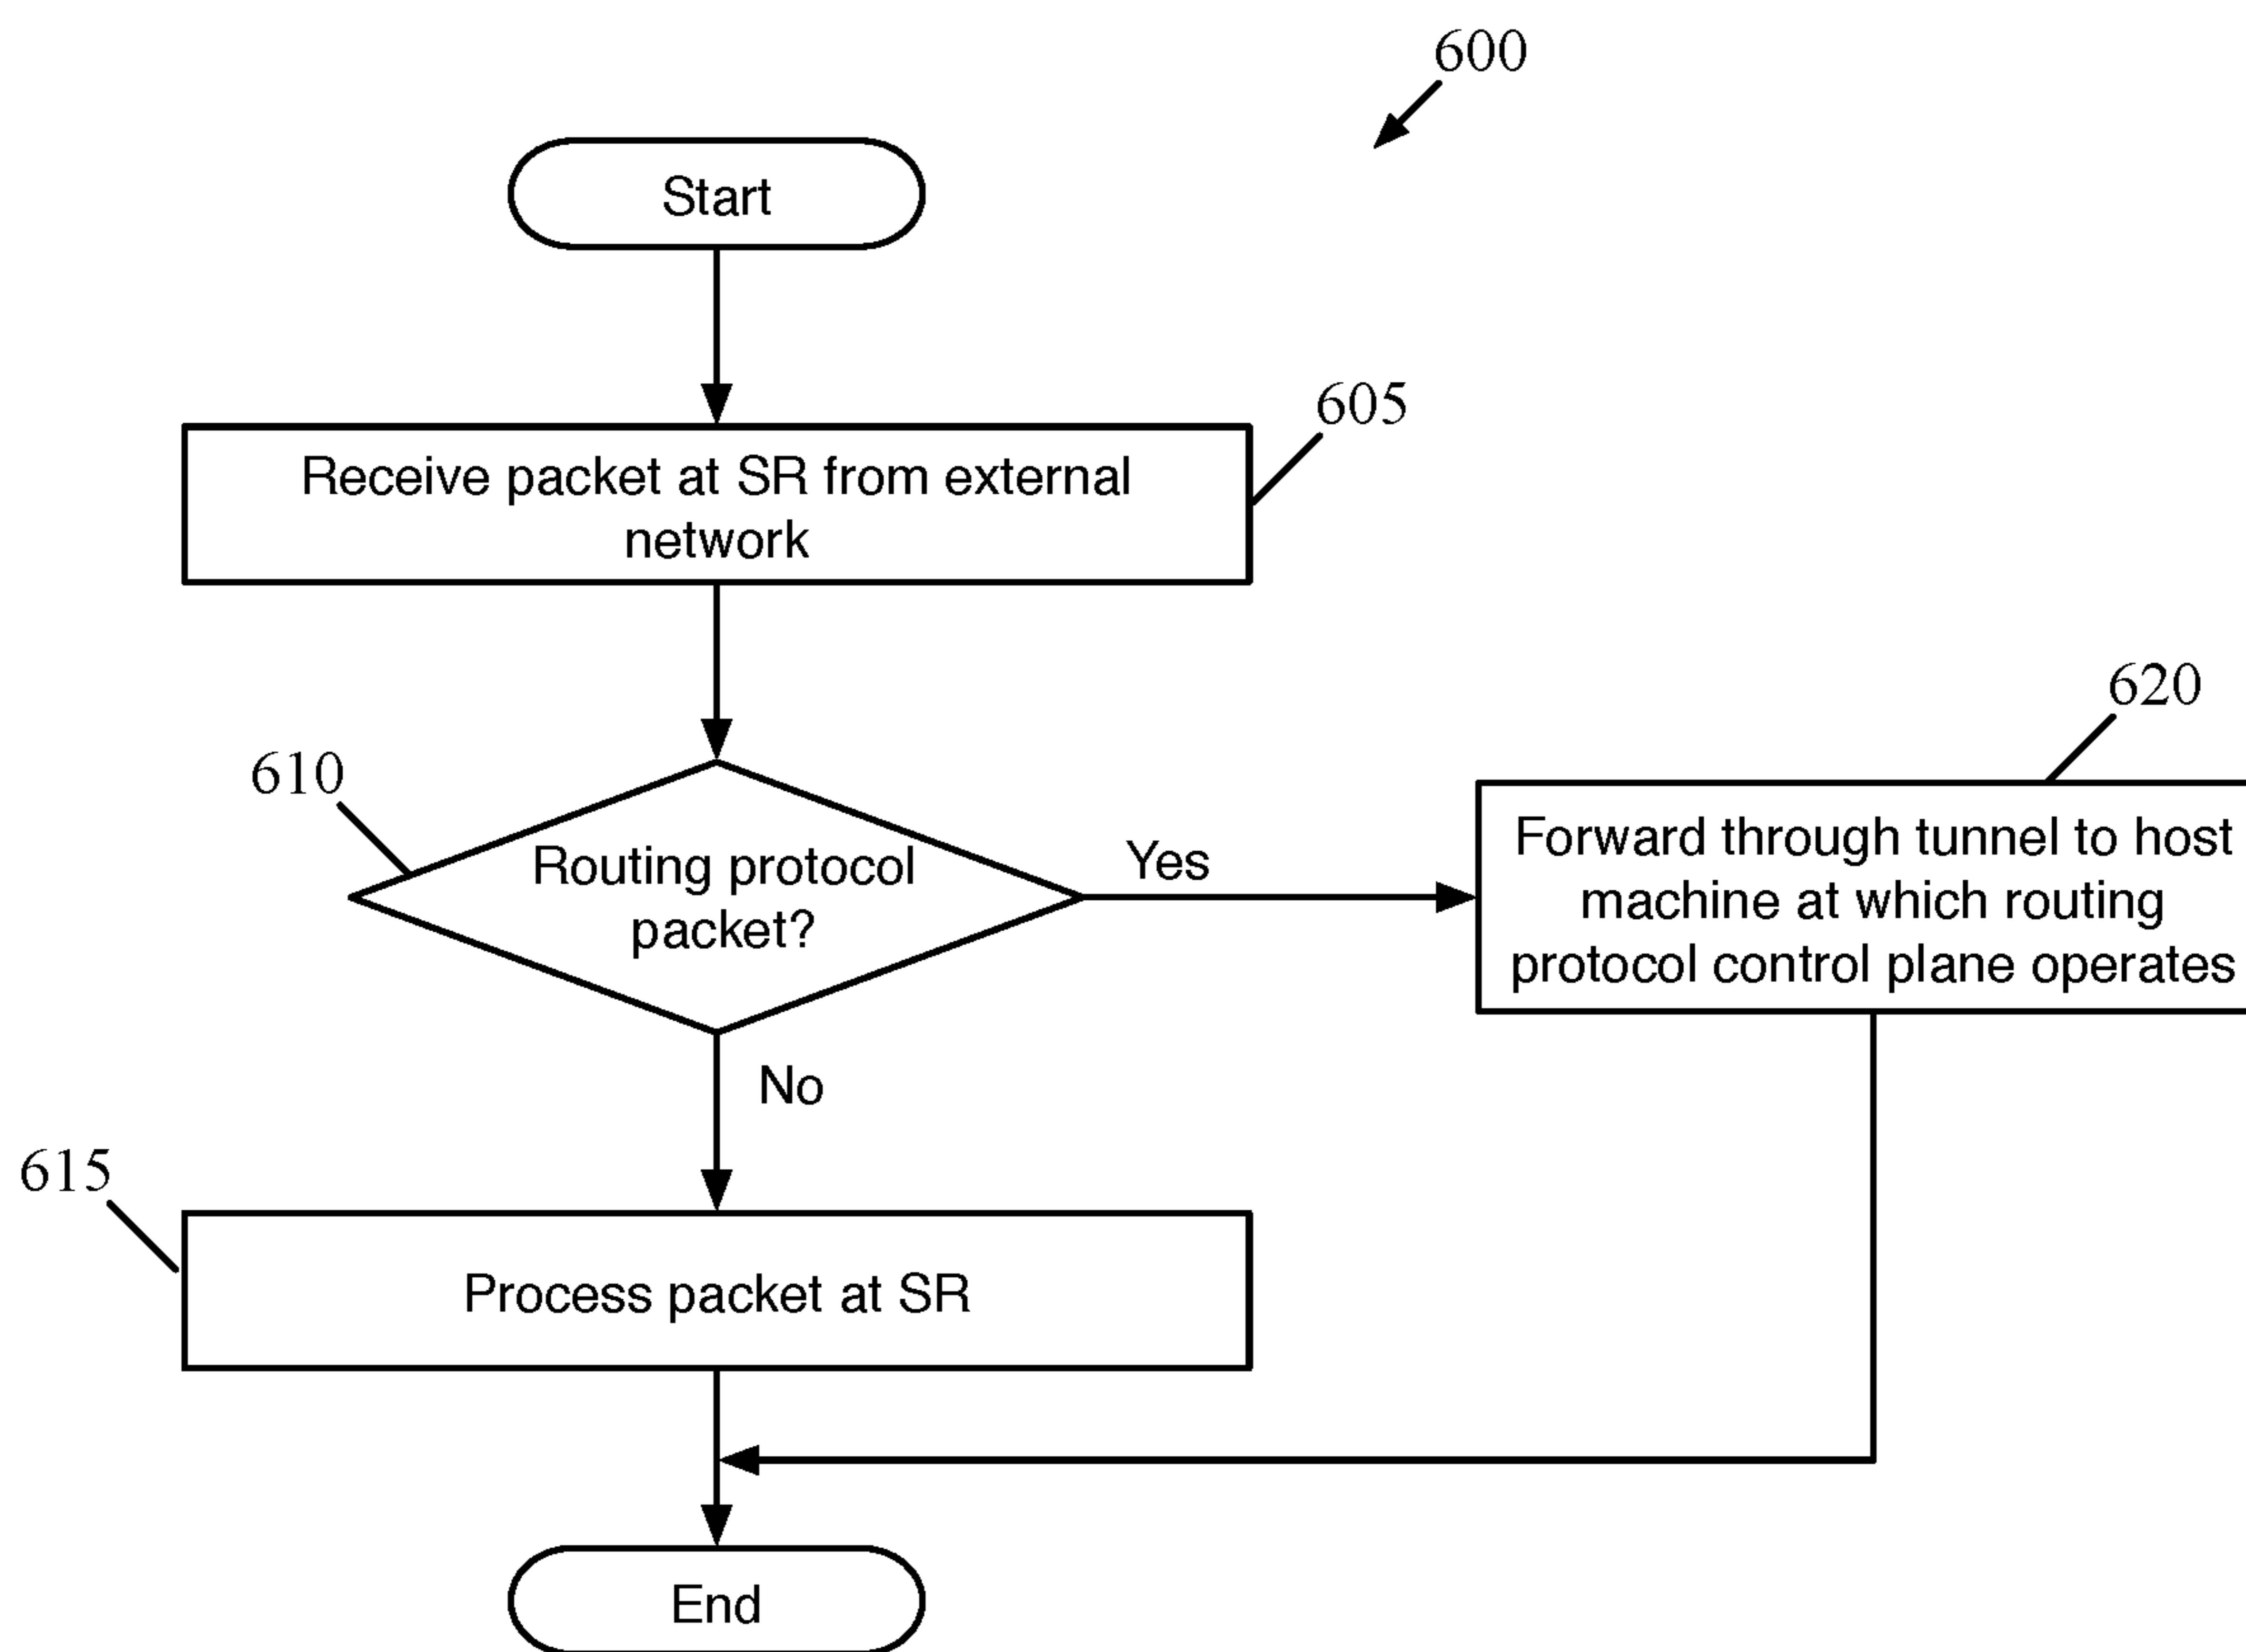 600
Start
605
Receive packet at SR from external
network
610
Routing protocol
packet?
Yes
620
Forward through tunnel to host
machine at which routing
protocol control plane operates
No
615
Process packet at SR
End